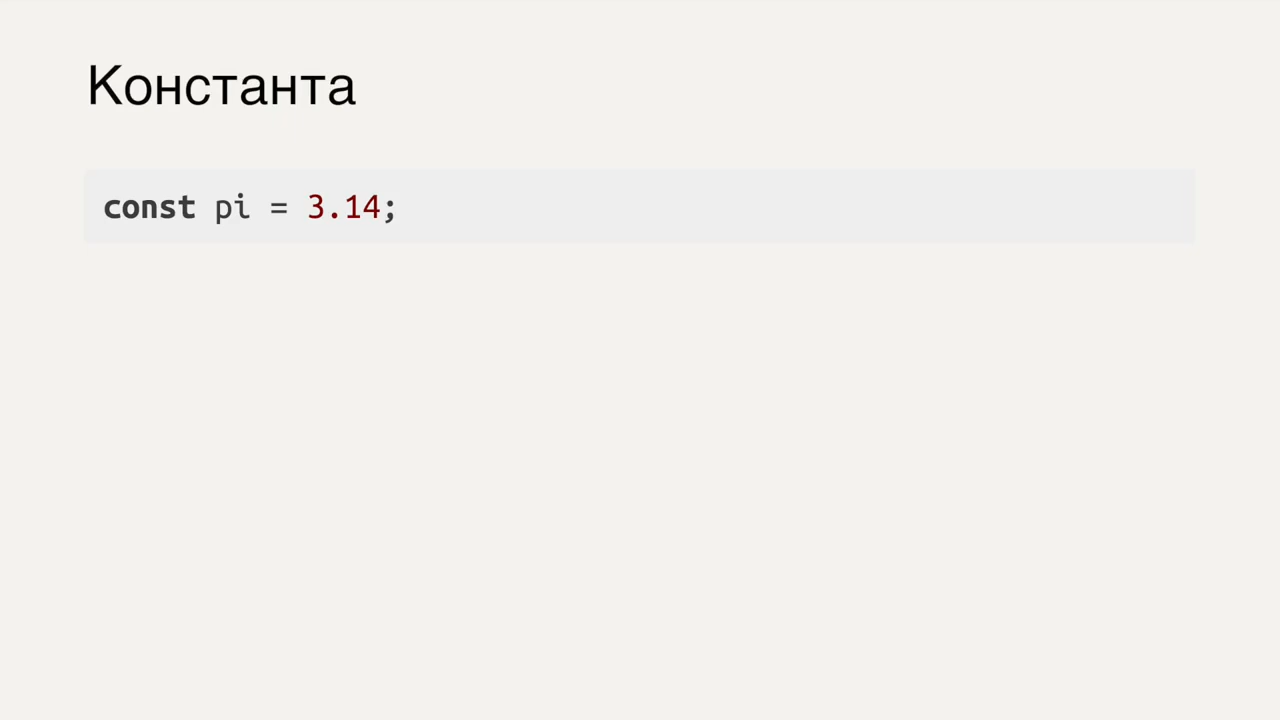 Константа
const pi = 3.14;